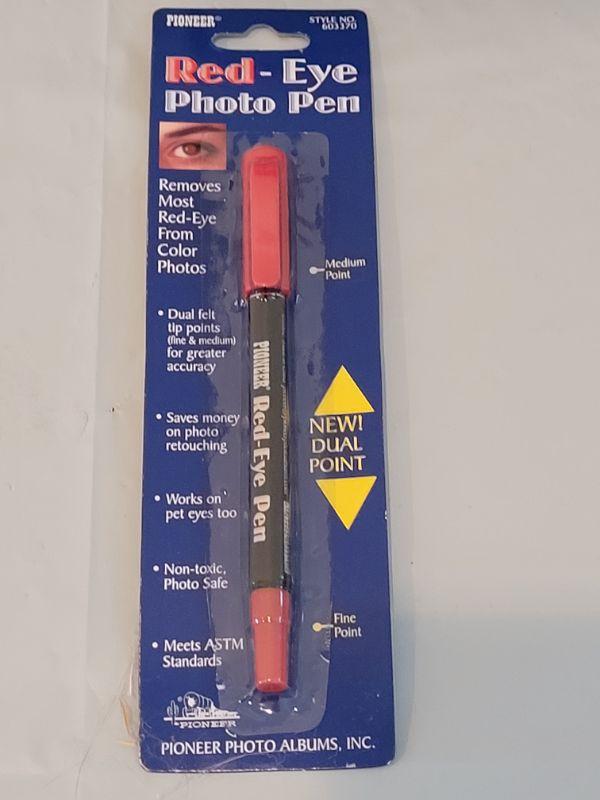 PIONEER®
STYLE NO.
603370
Red-Eye
Photo Pen
Removes
Most
Red-Eye
From
Color
Photos
Medium
Point
• Dual felt
tip points
(fine & medium)
for greater
accuracy
• Saves money
on photo
retouching
• Works on
pet eyes too
• Non-toxic,
Photo Safe
• Meets ASTM
Standards
PIONEER® Red-Eye Pen
NEW!
DUAL
POINT
Fine
Point
PIONEER
PIONEER PHOTO ALBUMS, INC.